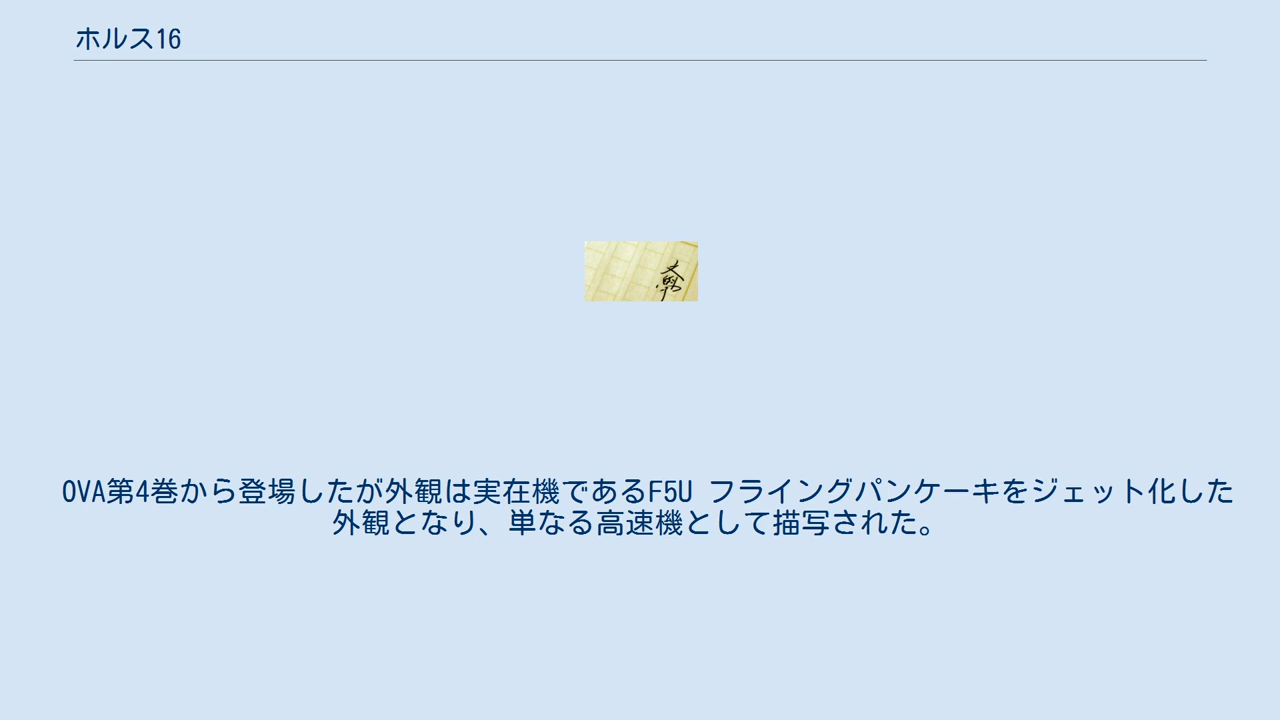 ホルス16
OVA第4巻から登場したが外観は実在機であるF5U フライングパンケーキをジェット化した
外観となり、単なる高速機として描写された。